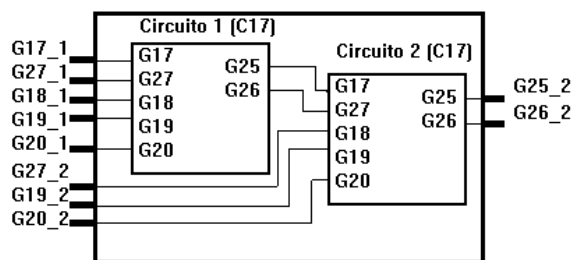 Circuito 1 (C17)
G17_1
G27_1
G18_1
G19_1
G20_1
G27_2
G19_2
G20_2
G17
G27
G18
G19
G20
G25
G26
Circuito 2 (C17)
G17
G27
G18
G19
G20
G25
G26
G25_2
G26_2